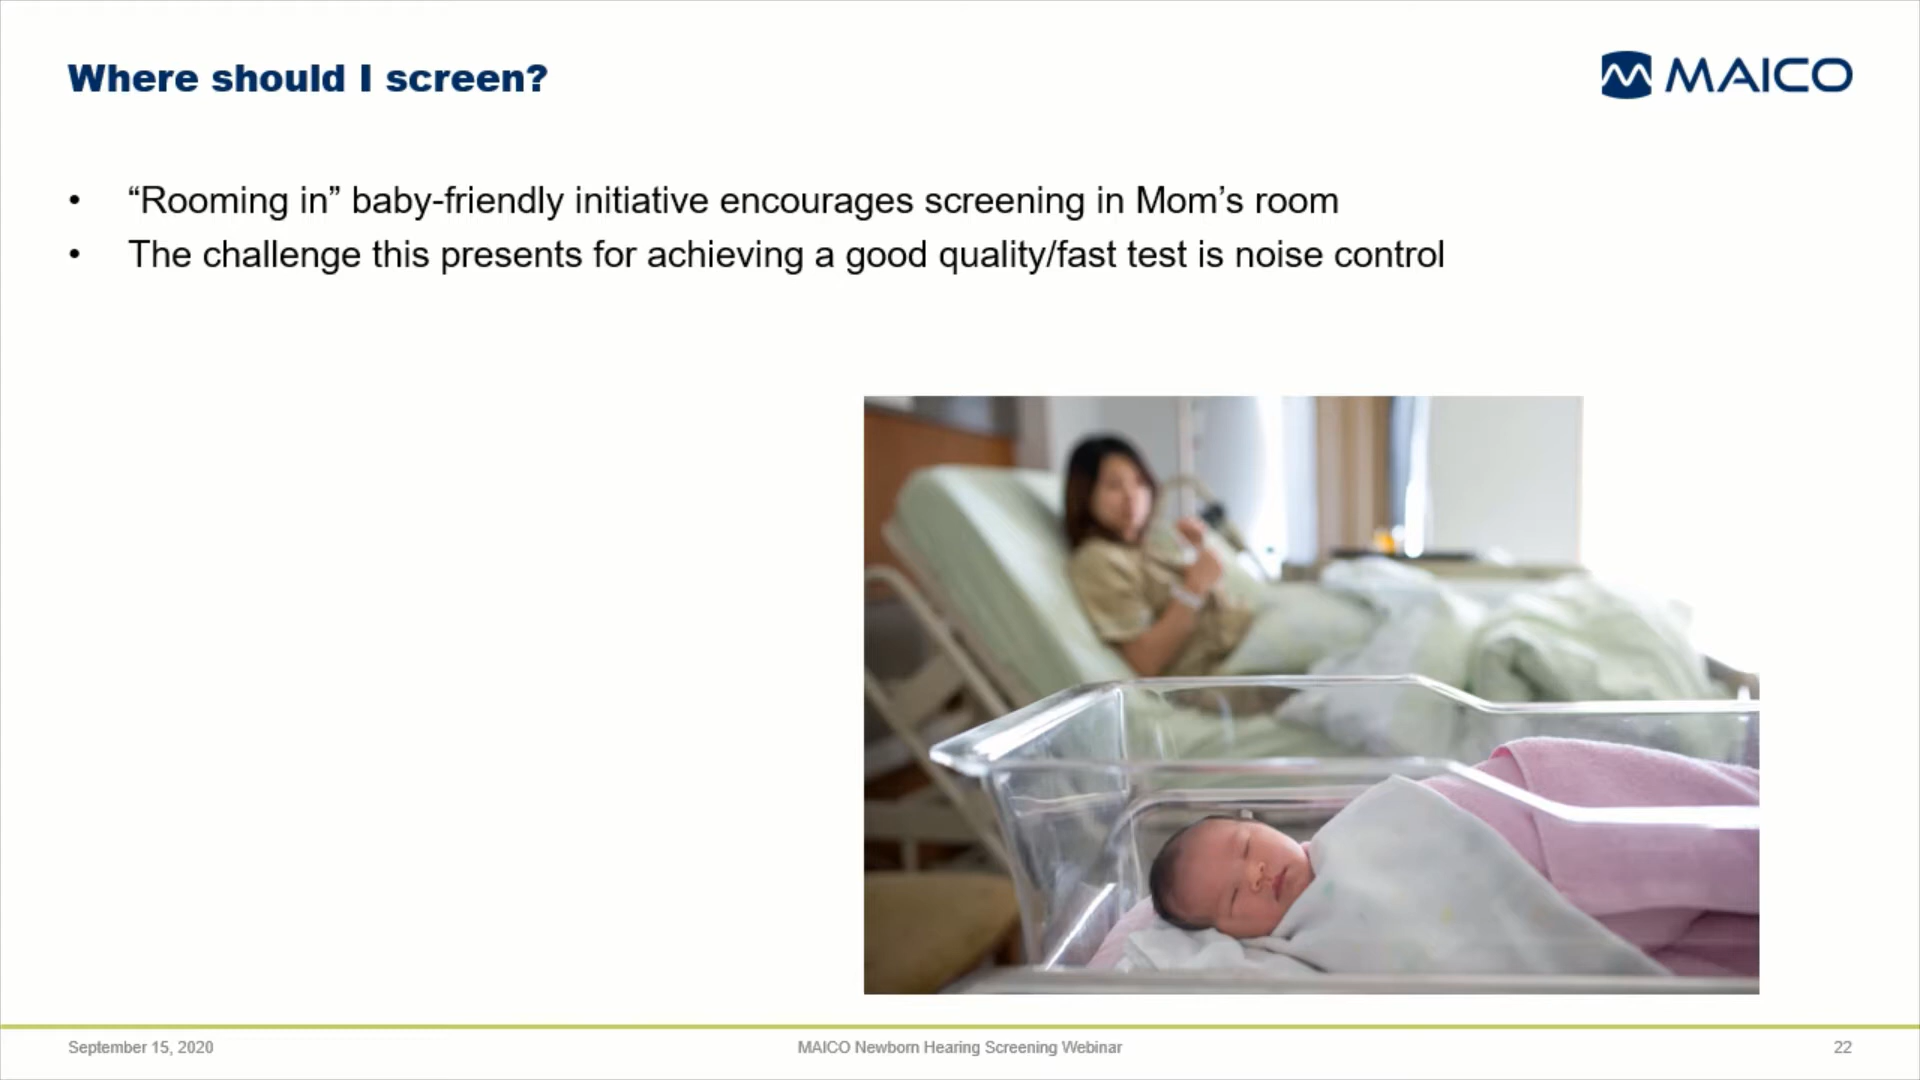 Where should I screen?
MAICO
• “Rooming in” baby-friendly initiative encourages screening in Mom’s room
• The challenge this presents for achieving a good quality/fast test is noise control
September 15, 2020
MAICO Newborn Hearing Screening Webinar
22